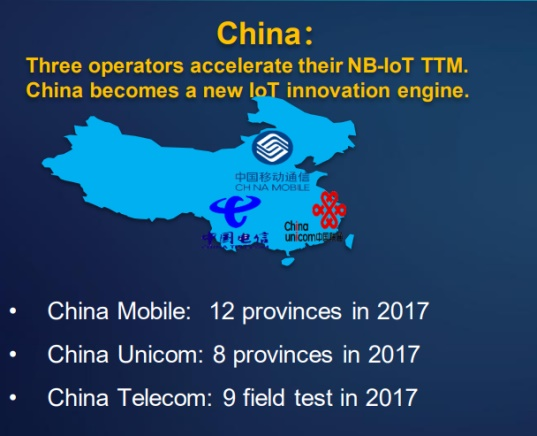 China：
Three operators accelerate their NB-IoT TTM.
China becomes a new IoT innovation engine.
中国移动通信
CHINA MOBILE
中国电信
China
unicom中国联通
• China Mobile: 12 provinces in 2017
• China Unicom: 8 provinces in 2017
• China Telecom: 9 field test in 2017